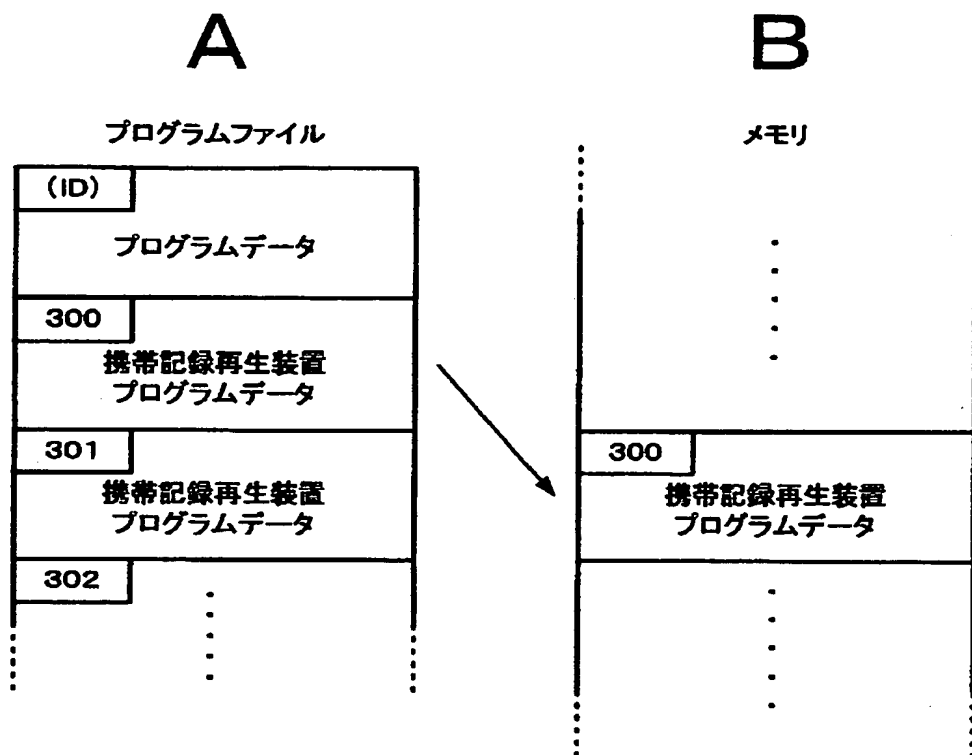 A
プログラムファイル
(ID)
プログラムデータ
300
携帯記録再生装置
プログラムデータ
301
携帯記録再生装置
プログラムデータ
302
B
メモリ
300
携帯記録再生装置
プログラムデータ